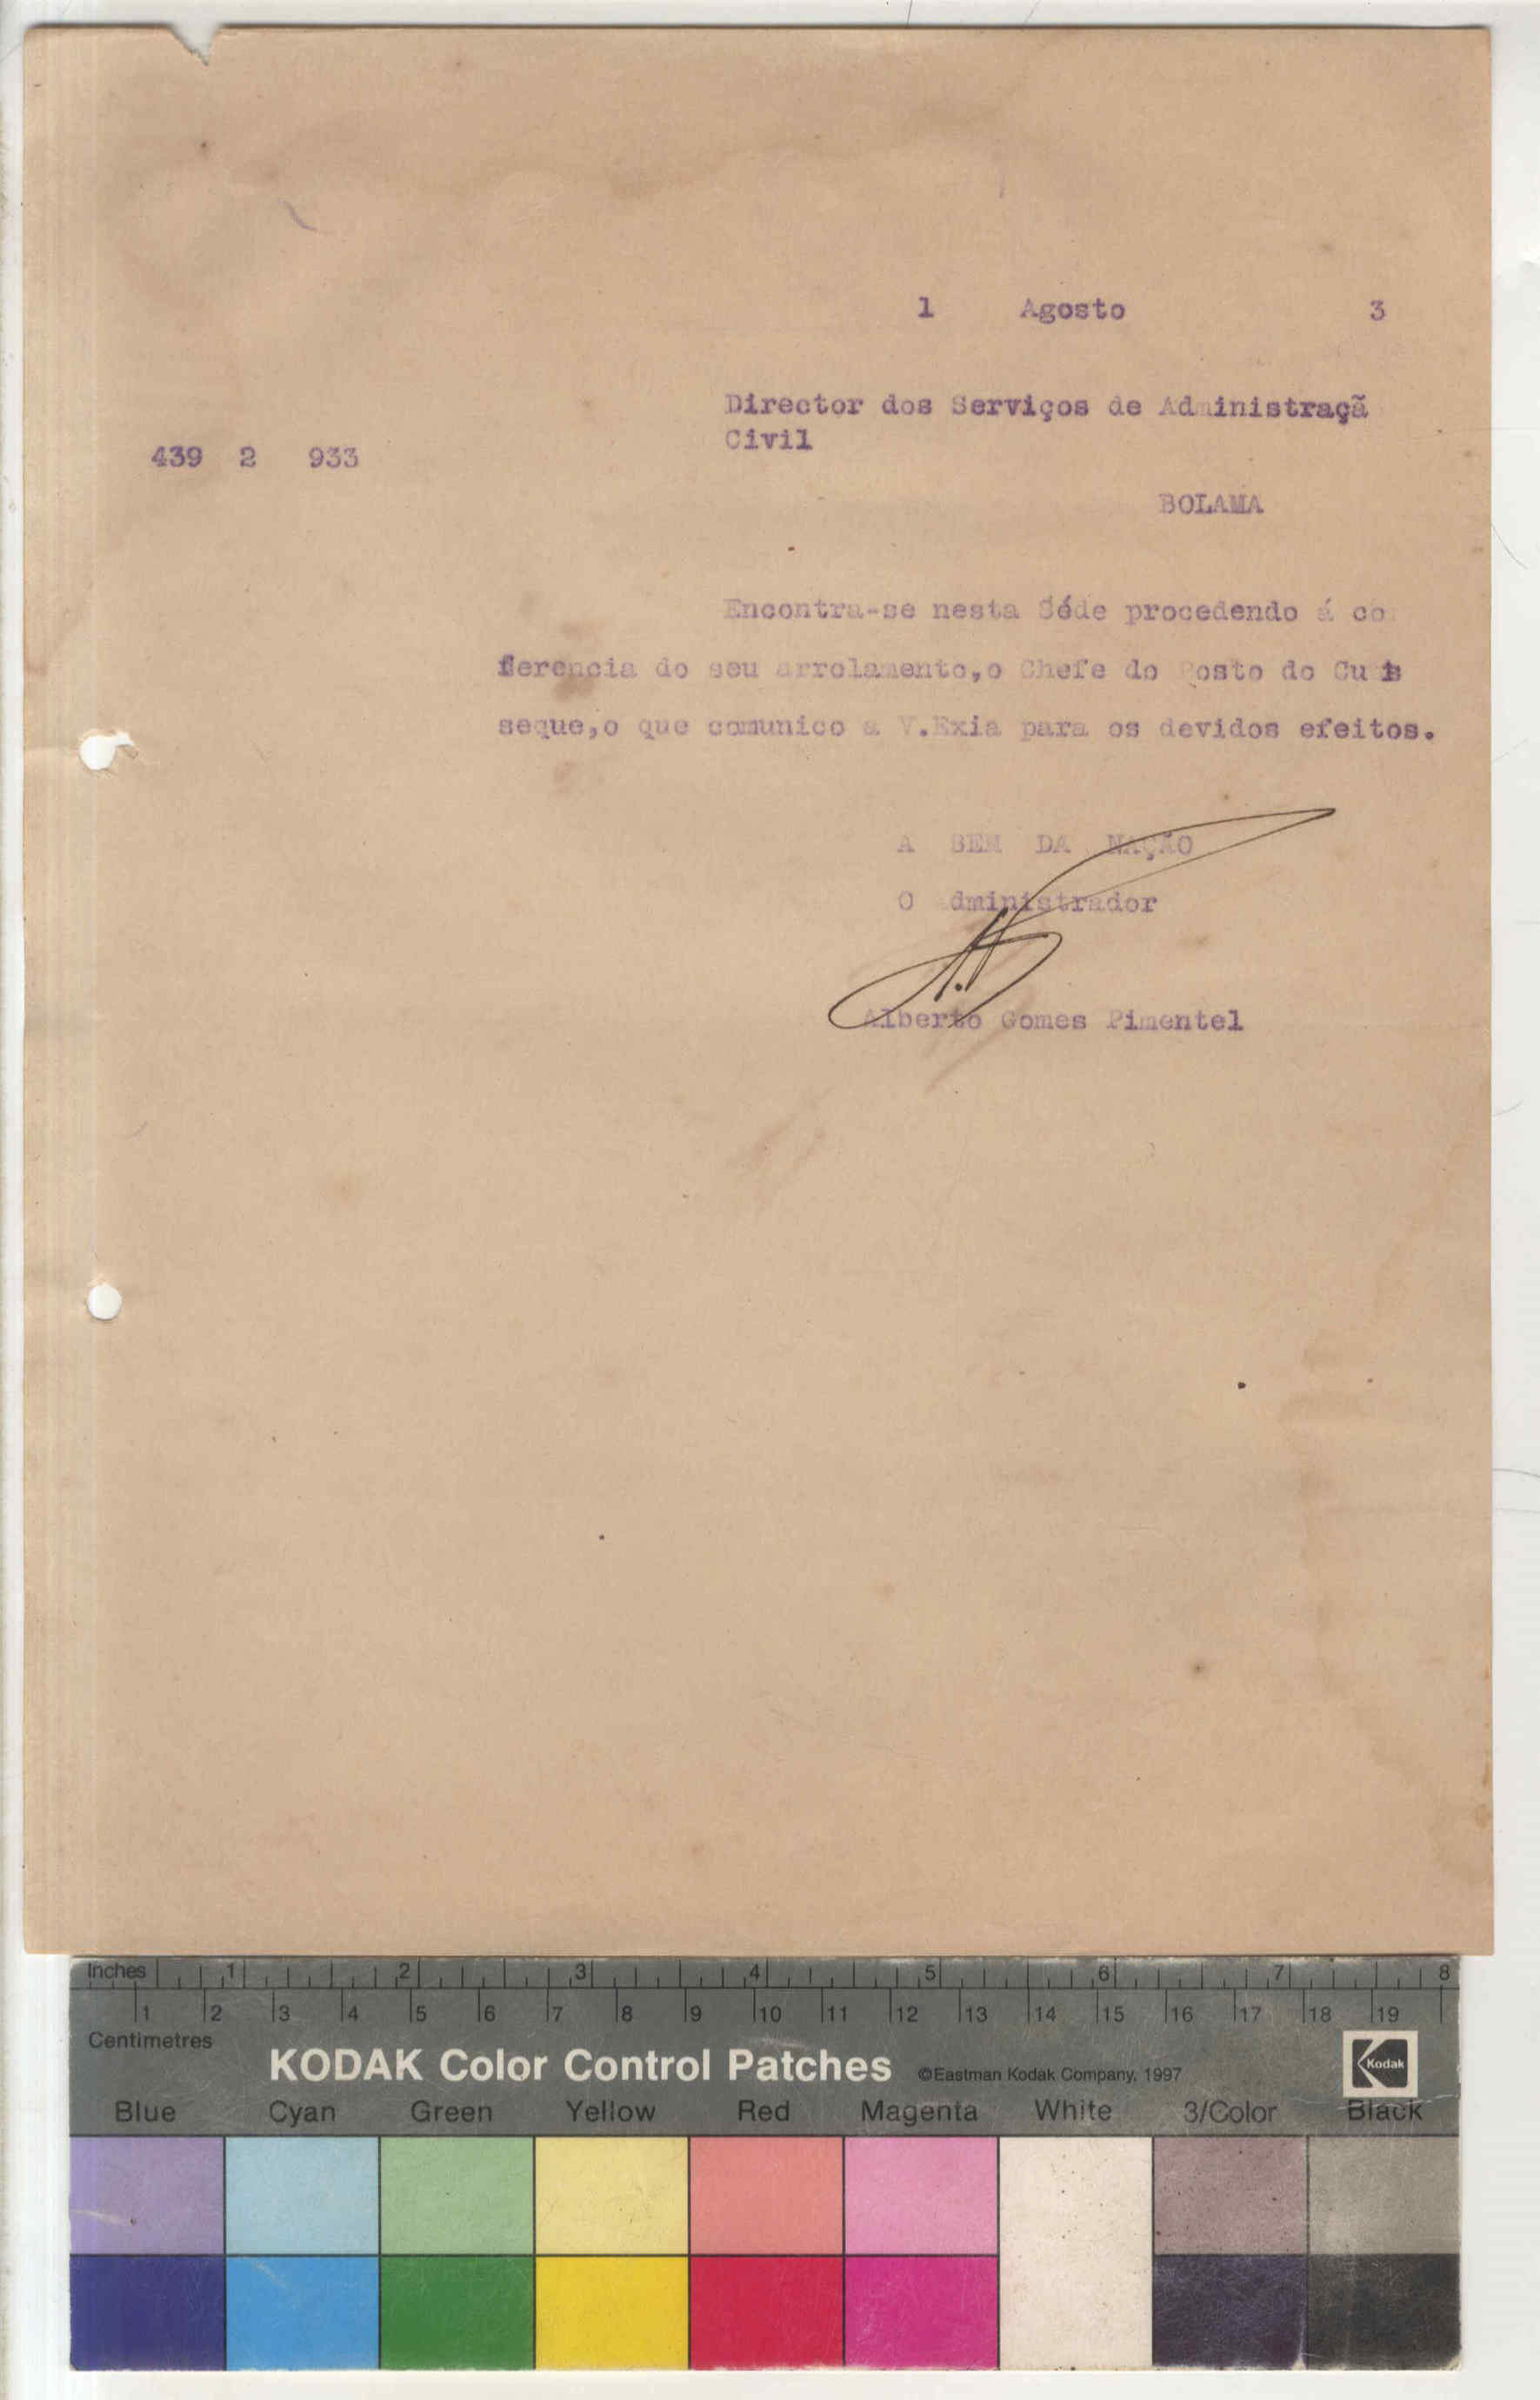 1 Agosto 3
Director dos Serviços de Administraçã
Civil
439 2 933
BOLAMA
Encontra-se nesta Séde procedendo á co
ferencia do seu arrolamento,o Chefe do Posto do Cu
seque,o que comunico a V.Exia para os devidos efeitos.
A BEM DA NAÇÃO
O Administrador
Alberto Gomes Pimentel
Inches 1 2 3 4 5 6 7 8
1 2 3 4 5 6 7 8 9 10 11 12 13 14 15 16 17 18 19
Centimetres
KODAK Color Control Patches ©Eastman Kodak Company, 1997 Kodak
Blue Cyan Green Yellow Red Magenta White 3/Color Black